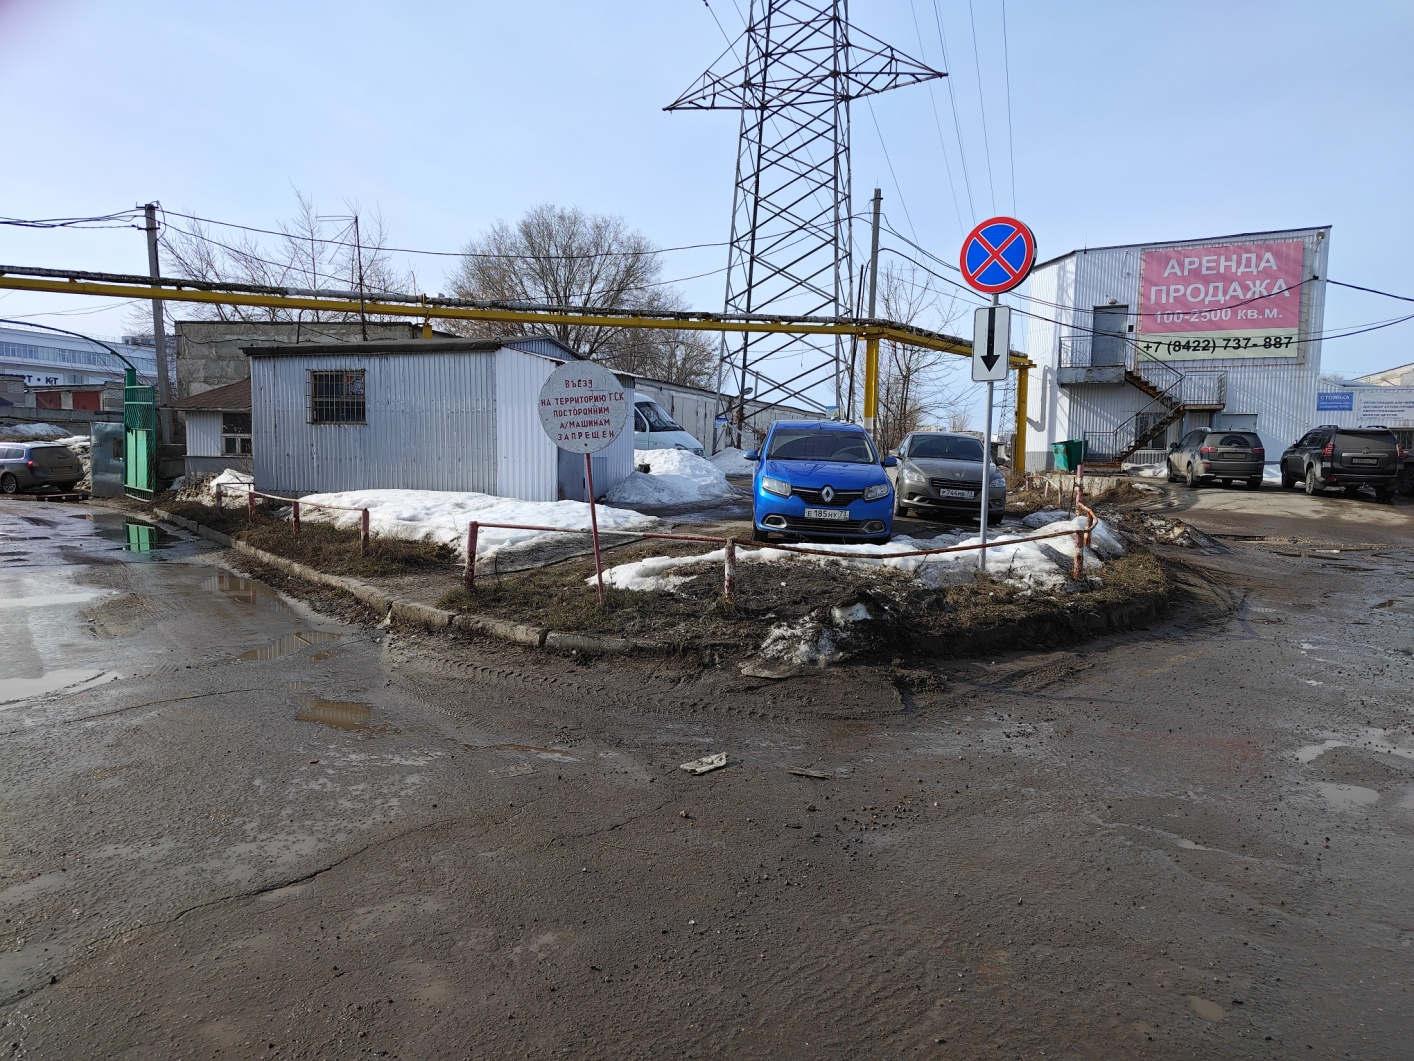 ВЪЕЗД
НА ТЕРРИТОРИЮ ГСК
ПОСТОРОННИМ
А/МАШИНАМ
ЗАПРЕЩЕН
Е 185 НУ 73
АРЕНДА
ПРОДАЖА
100-2500 КВ.М.
+7 (8422) 737- 887
СТОЯНКА